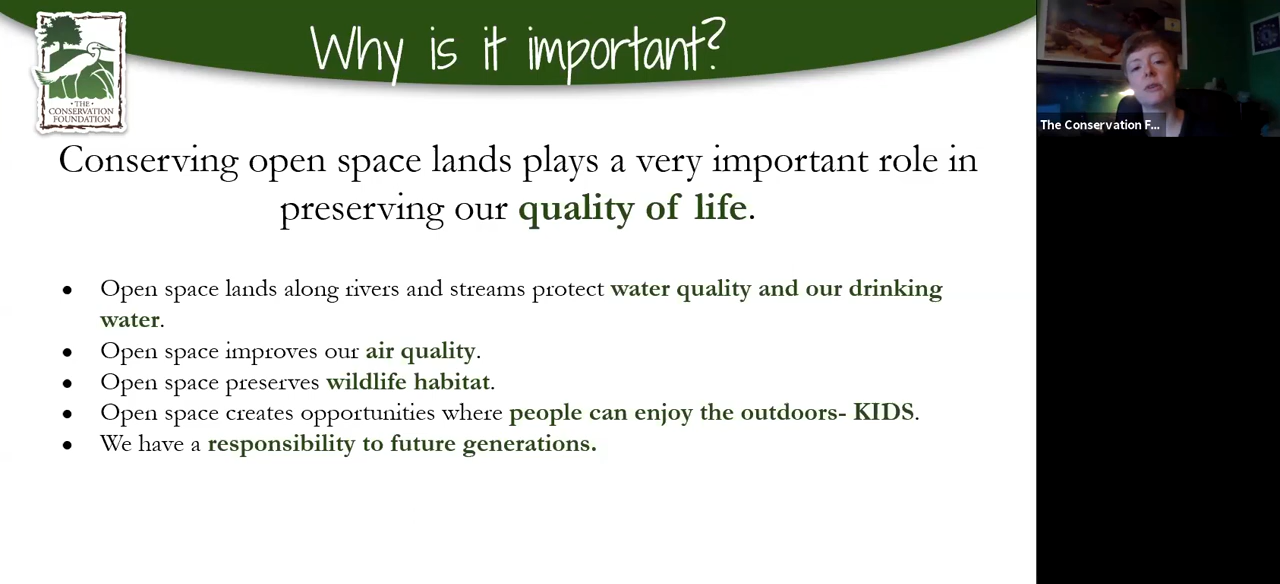 Why is it important?
• THE •
CONSERVATION
FOUNDATION
The Conservation F...
Conserving open space lands plays a very important role in
preserving our quality of life.
● Open space lands along rivers and streams protect water quality and our drinking
water.
● Open space improves our air quality.
● Open space preserves wildlife habitat.
● Open space creates opportunities where people can enjoy the outdoors- KIDS.
● We have a responsibility to future generations.